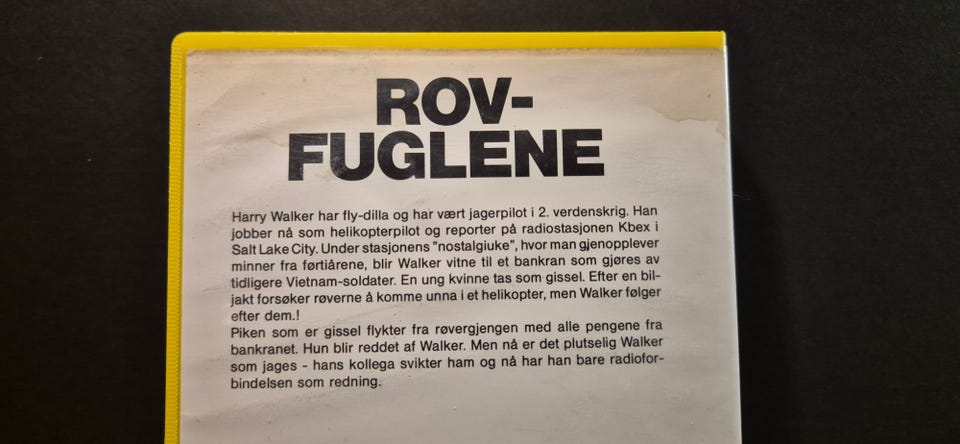 ROV-
FUGLENE
Harry Walker har fly-dilla og har vært jagerpilot i 2. verdenskrig. Han
jobber nå som helikopterpilot og reporter på radiostasjonen Kbex i
Salt Lake City. Under stasjonens "nostalgiuke", hvor man gjenopplever
minner fra førtiårene, blir Walker vitne til et bankran som gjøres av
tidligere Vietnam-soldater. En ung kvinne tas som gissel. Efter en bil-
jakt forsøker røverne å komme unna i et helikopter, men Walker følger
efter dem.!
Piken som er gissel flykter fra røvergjengen med alle pengene fra
bankranet. Hun blir reddet af Walker. Men nå er det plutselig Walker
som jages - hans kollega svikter ham og nå har han bare radiofor-
bindelsen som redning.